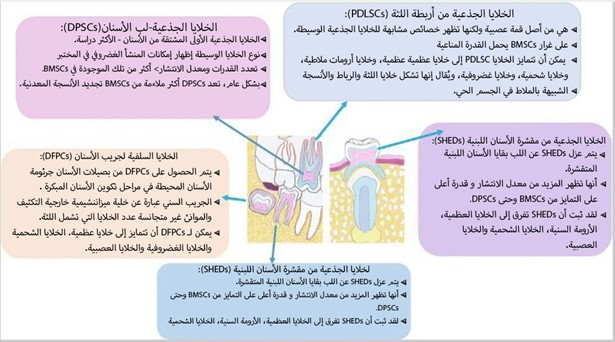 الخلايا الجذعية من أربطة اللثة (PDLSCs):
هي من أصل قمة عصبية ولكنها تظهر خصائص مشابهة للخلايا الجذعية الوسيطة.
على غرار BMSCs يحمل القدرة المناعية
يمكن أن تتمايز الخلايا PDLSC إلى خلايا عظمية عظمية، وخلايا أرومات ملاطية،
وخلايا شحمية، وخلايا غضروفية، ويُقال إنها تشكل خلايا اللثة والرباط والأنسجة
الشبيهة بالملاط في الجسم الحي.
الخلايا الجذعية-لب الأسنان(DPSCs):
الخلايا الجذعية الأولى المشتقة من الأسنان - الأكثر دراسة.
نوع الخلايا الوسيطة إظهار إمكانات المنشأ الغضروفي في المختبر
تعدد القدرات ومعدل الانتشار> أكثر من تلك الموجودة في BMSCs.
بشكل عام، تعد DPSCs أكثر ملاءمة من BMSCs تجديد الأنسجة المعدنية.
الخلايا الجذعية من مقشرة الأسنان اللبنية (SHEDs):
يتم عزل SHEDs عن اللب بقايا الأسنان اللبنية
المتقشرة.
أنها تظهر المزيد من معدل الانتشار و قدرة أعلى
على التمايز من BMSCs وحتى DPSCs.
لقد ثبت أن SHEDs تفرق إلى الخلايا العظمية،
الأرومة السنية، الخلايا الشحمية والخلايا
العصبية.
الخلايا السلفية لجريب الأسنان (DFPCs):
يتم الحصول على DFPCs من بصيلات الأسنان جرثومة
الأسنان المحيطة في مراحل تكوين الأسنان المبكرة .
الجريب السني عبارة عن خلية ميزانشيمية خارجية التكثيف
والموانئ غير متجانسة عدد الخلايا التي تشمل اللثة.
يمكن لـ DFPCs أن تتمايز إلى خلايا عظمية. الخلايا الشحمية
والخلايا الغضروفية والخلايا العصبية.
لخلايا الجذعية من مقشرة الأسنان اللبنية (SHEDs):
يتم عزل SHEDs عن اللب بقايا الأسنان اللبنية المتقشرة.
أنها تظهر المزيد من معدل الانتشار و قدرة أعلى على التمايز من BMSCs وحتى
DPSCs.
لقد ثبت أن SHEDs تفرق إلى الخلايا العظمية، الأرومة السنية، الخلايا الشحمية